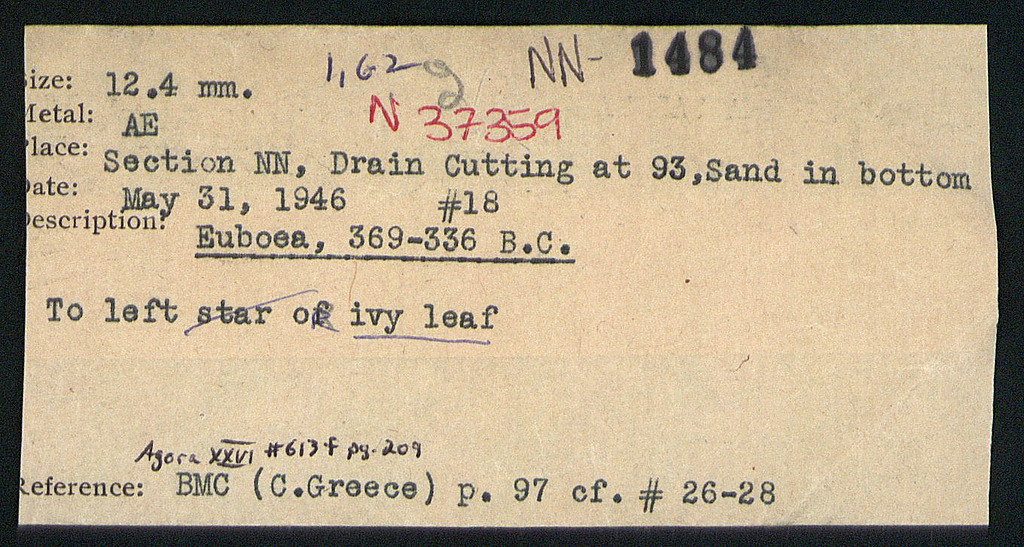 1,62 g NN- 1484
ize: 12.4 mm.
N 37359
etal: AE
lace: Section NN, Drain Cutting at 93,Sand in bottom
ate: May 31, 1946 #18
escription:
Euboea, 369-336 B.C.
To left star or ivy leaf
Agora XXVI #613f pg. 209
eference: BMC (C.Greece) p. 97 cf. # 26-28